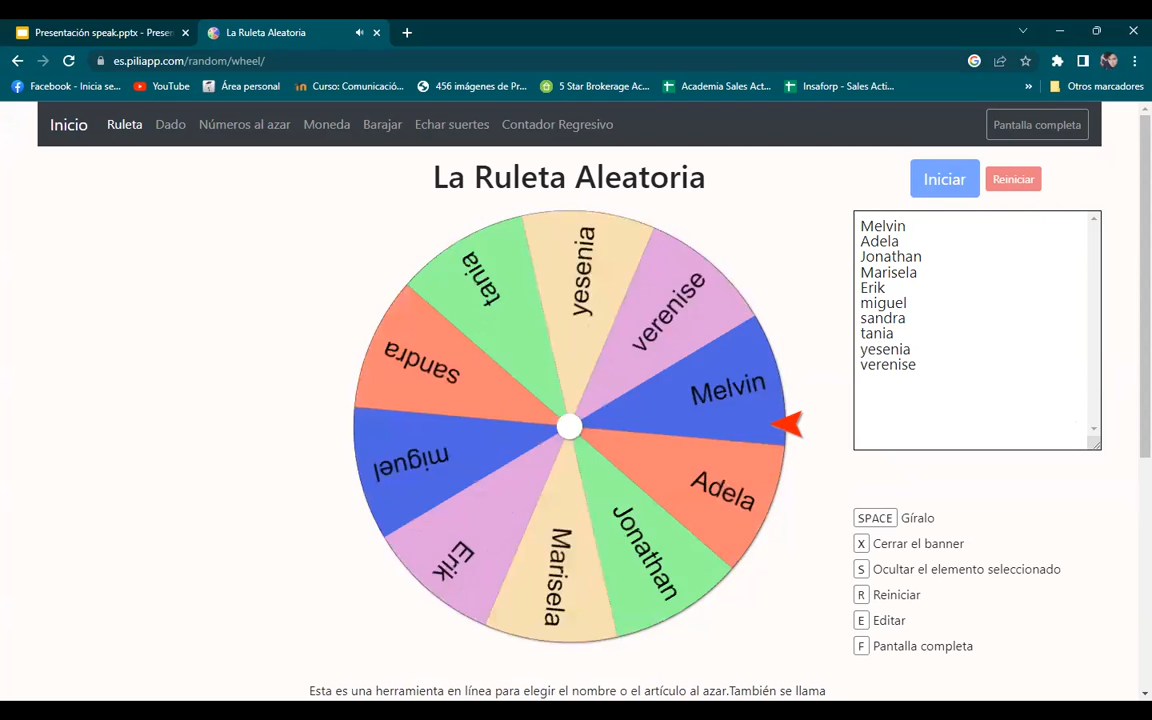 Presentación speak.pptx - Presen
La Ruleta Aleatoria
es.piliapp.com/random/wheel/
Facebook - Inicia se...
YouTube
Área personal
Curso: Comunicació...
456 imágenes de Pr...
5 Star Brokerage Ac...
Academia Sales Act...
Insaforp - Sales Acti...
»
Otros marcadores
Inicio
Ruleta
Dado
Números al azar
Moneda
Barajar
Echar suertes
Contador Regresivo
Pantalla completa
La Ruleta Aleatoria
Iniciar
Reiniciar
yesenia
verenise
Melvin
Adela
Jonathan
Marisela
Erik
miguel
sandra
tania
Melvin
Adela
Jonathan
Marisela
Erik
miguel
sandra
tania
yesenia
verenise
SPACE Gíralo
X Cerrar el banner
S Ocultar el elemento seleccionado
R Reiniciar
E Editar
F Pantalla completa
Esta es una herramienta en línea para elegir el nombre o el artículo al azar.También se llama